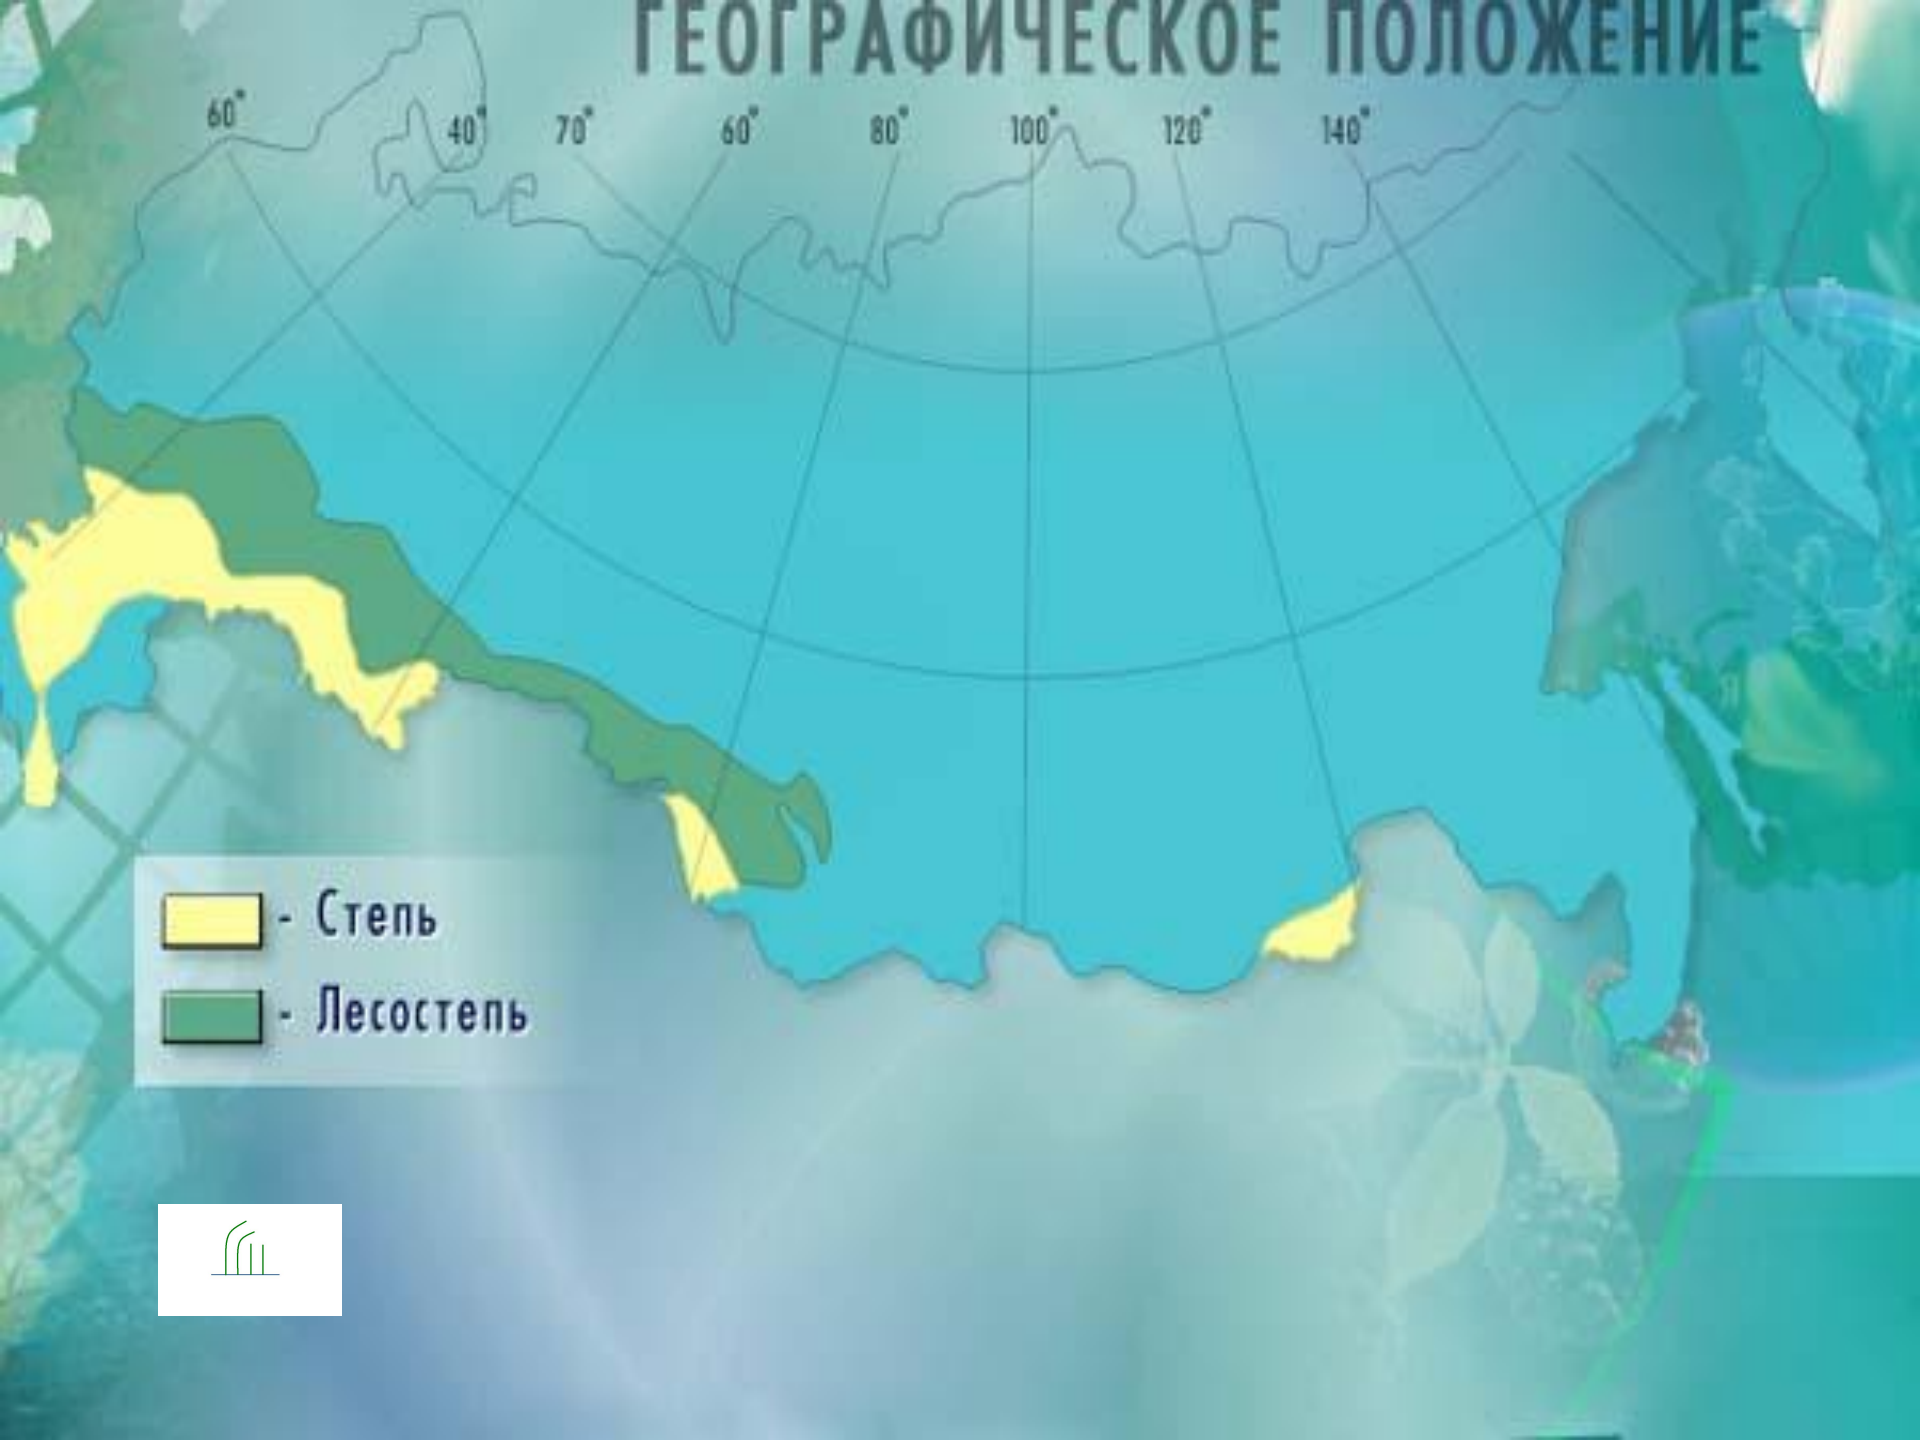 ГЕОГРАФИЧЕСКОЕ ПОЛОЖЕНИЕ
60° 40° 70° 60° 80° 100° 120° 140°
- Степь
- Лесостепь